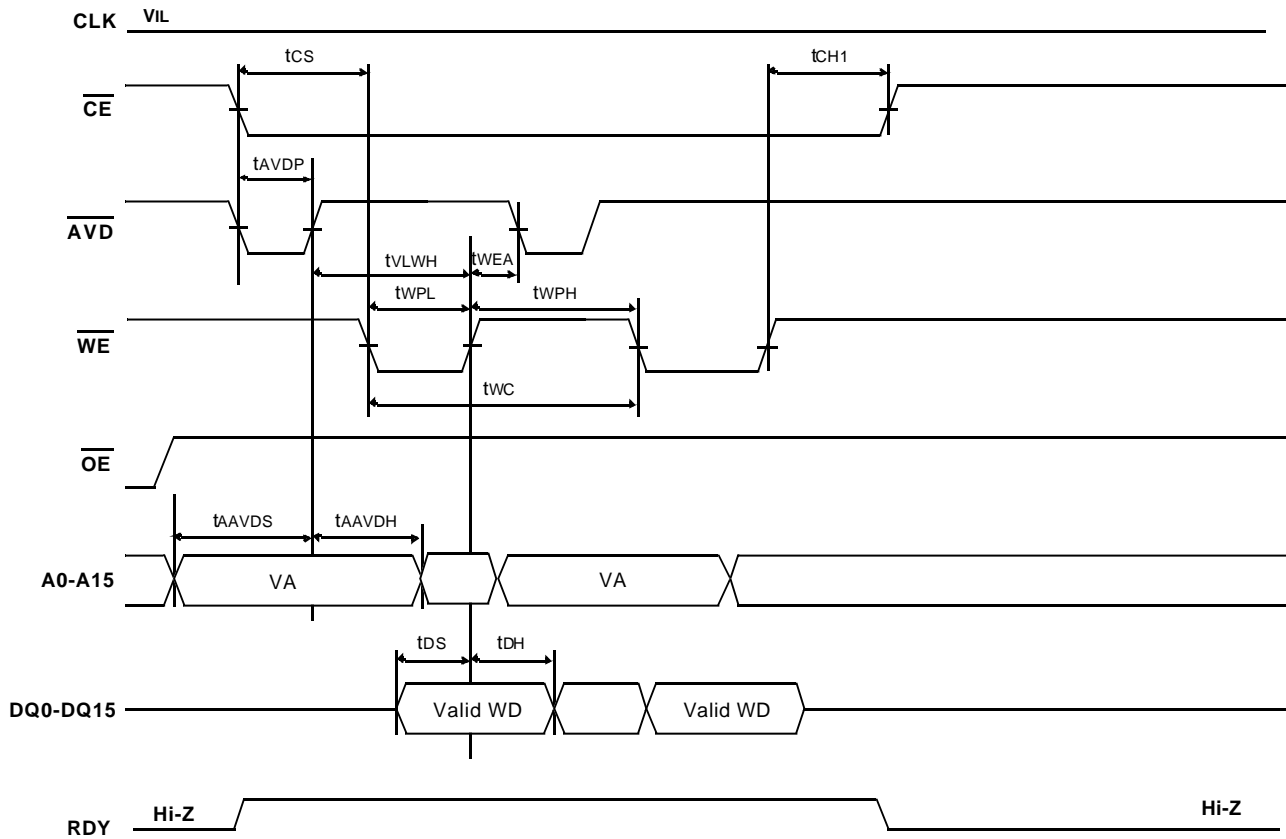 CLK VIL
tCS tCH1
CE
tAVDP
AVD
tVLWH tWEA
tWPL tWPH
WE
tWC
OE
tAAVDS tAAVDH
A0-A15 VA VA
tDS tDH
DQ0-DQ15 Valid WD Valid WD
RDY Hi-Z Hi-Z